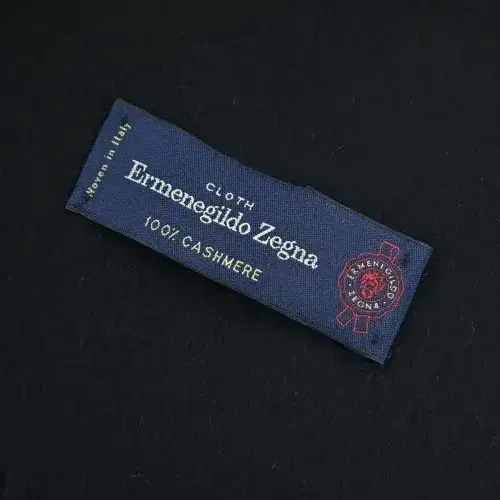 Woven in Italy
CLOTH
Ermenegildo Zegna
100% CASHMERE
ERMENEGILDO
ZEGNA